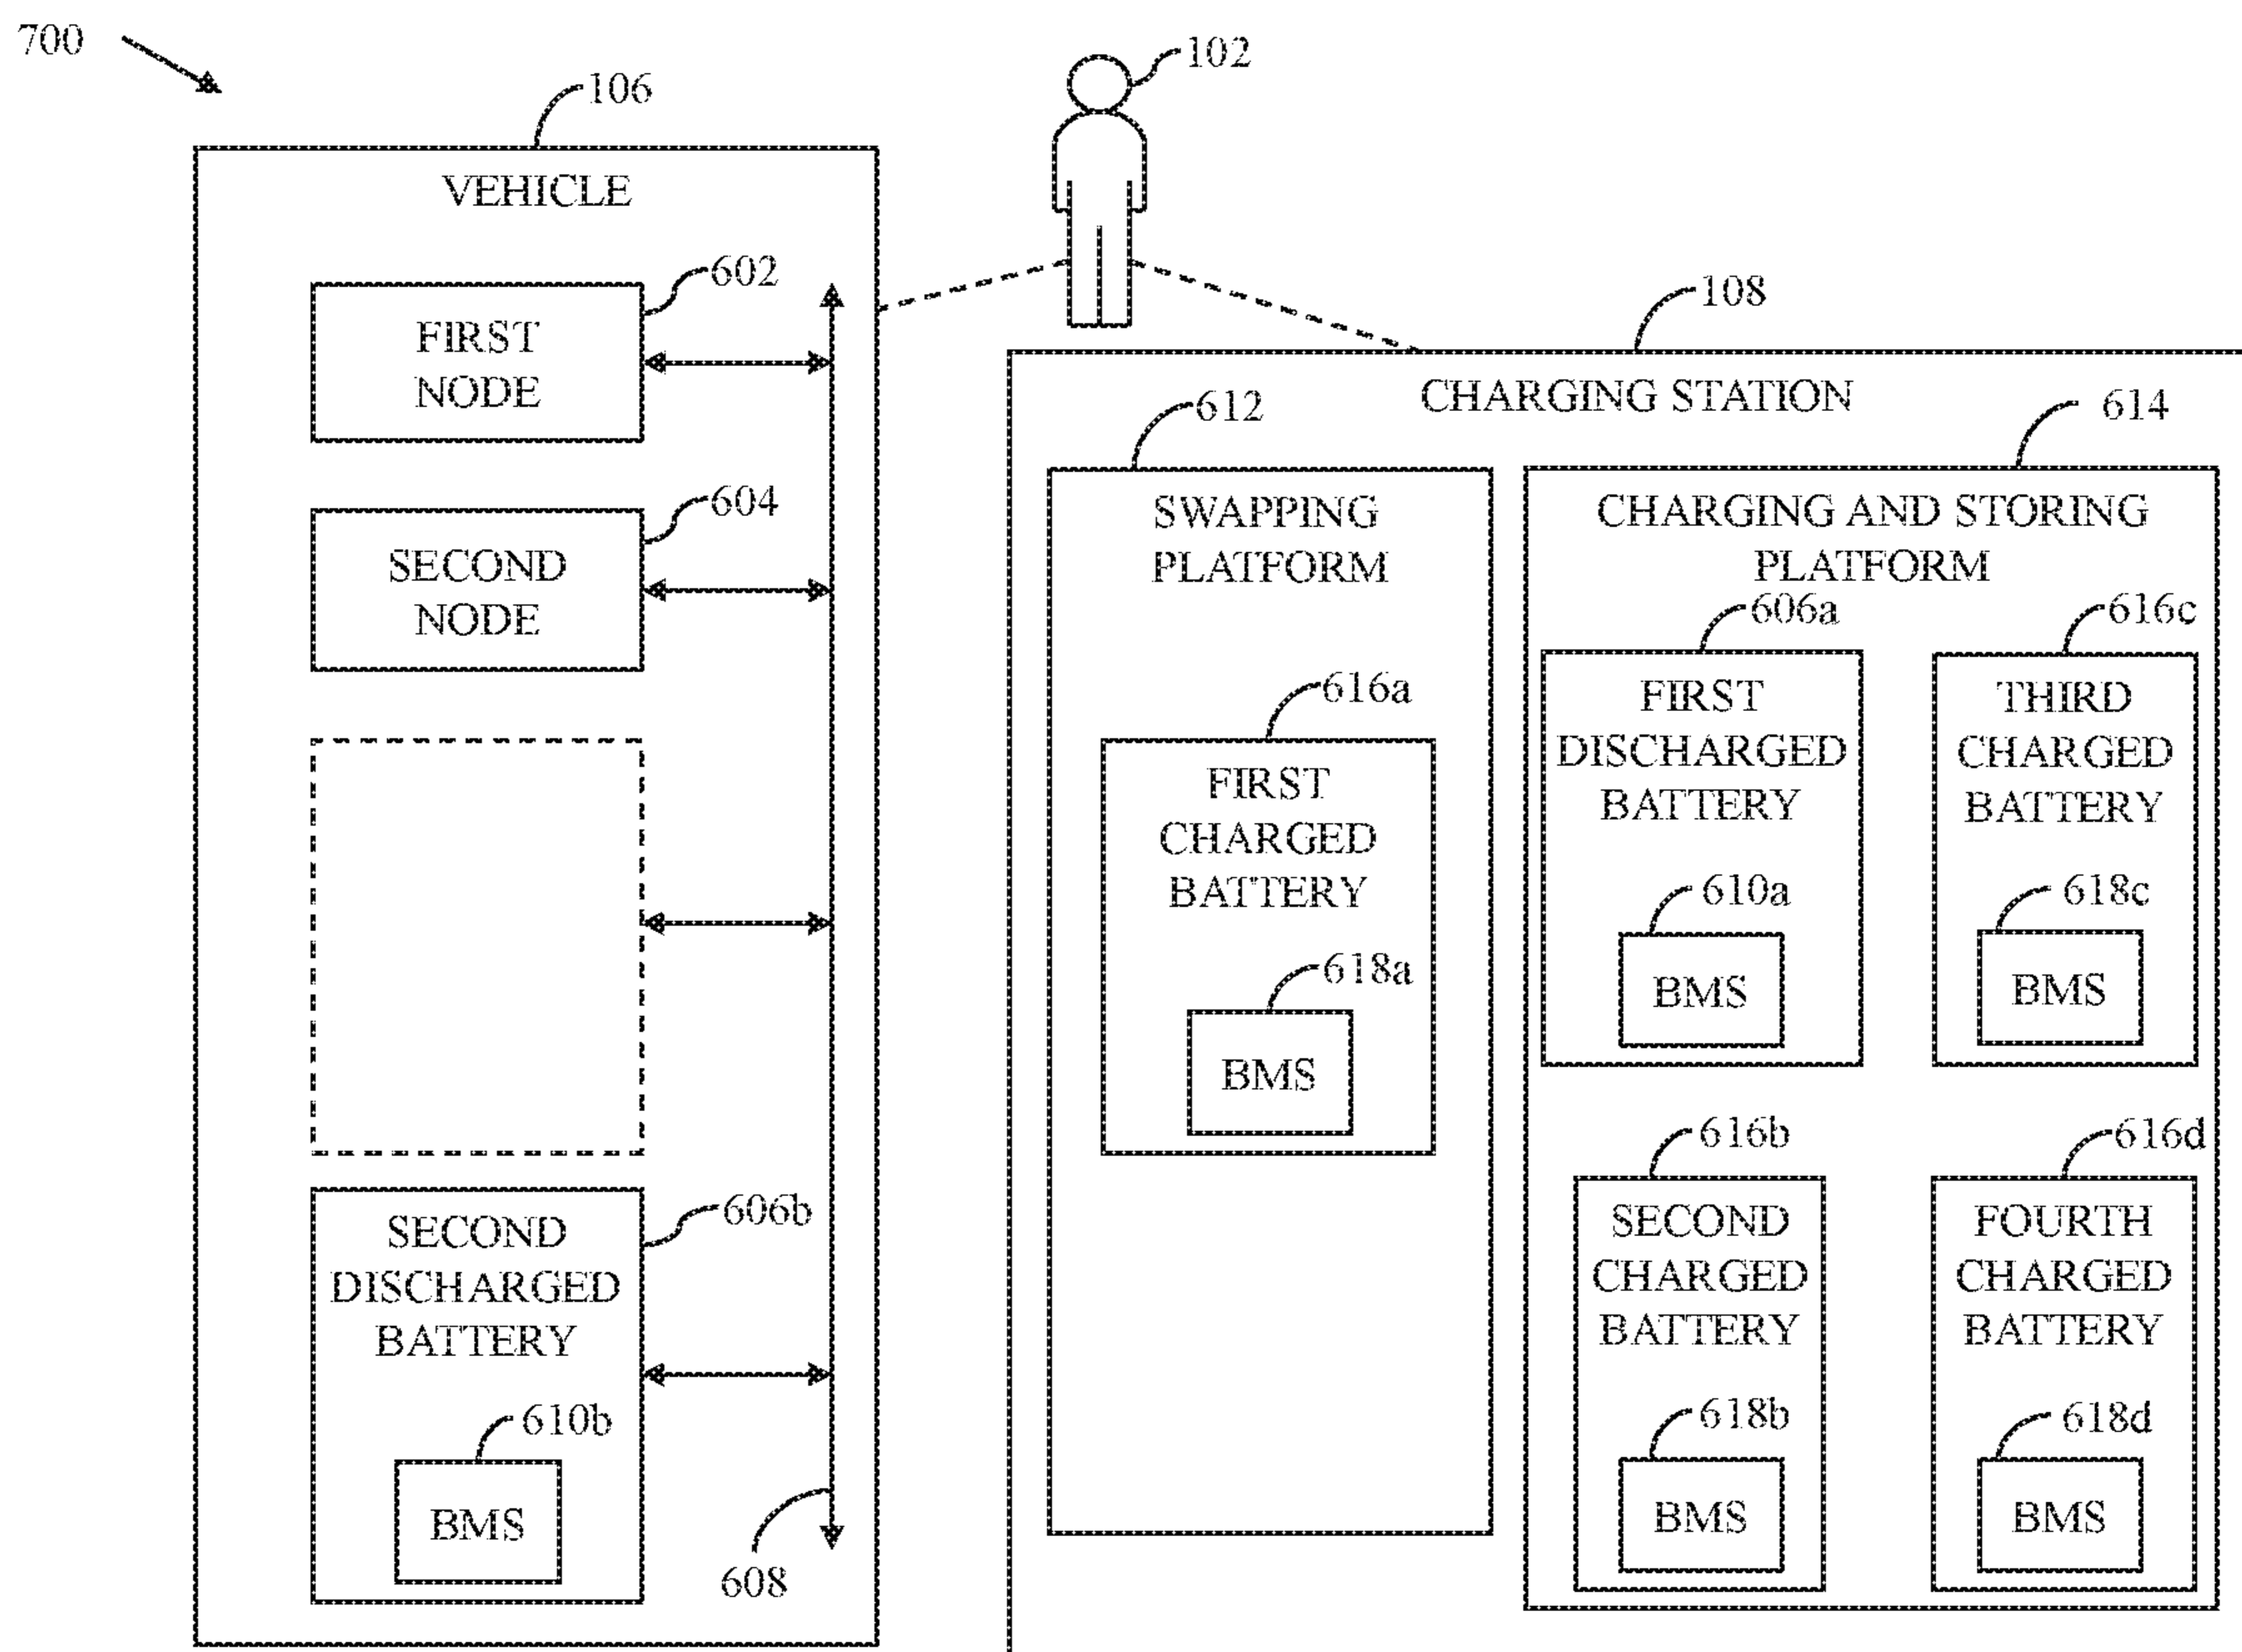 700
102
106
VEHICLE
602
FIRST
NODE
604
SECOND
NODE
606b
SECOND
DISCHARGED
BATTERY
610b
BMS
608
108
CHARGING STATION
612
SWAPPING
PLATFORM
616a
FIRST
CHARGED
BATTERY
618a
BMS
614
CHARGING AND STORING
PLATFORM
606a
FIRST
DISCHARGED
BATTERY
610a
BMS
616c
THIRD
CHARGED
BATTERY
618c
BMS
616b
SECOND
CHARGED
BATTERY
618b
BMS
616d
FOURTH
CHARGED
BATTERY
618d
BMS